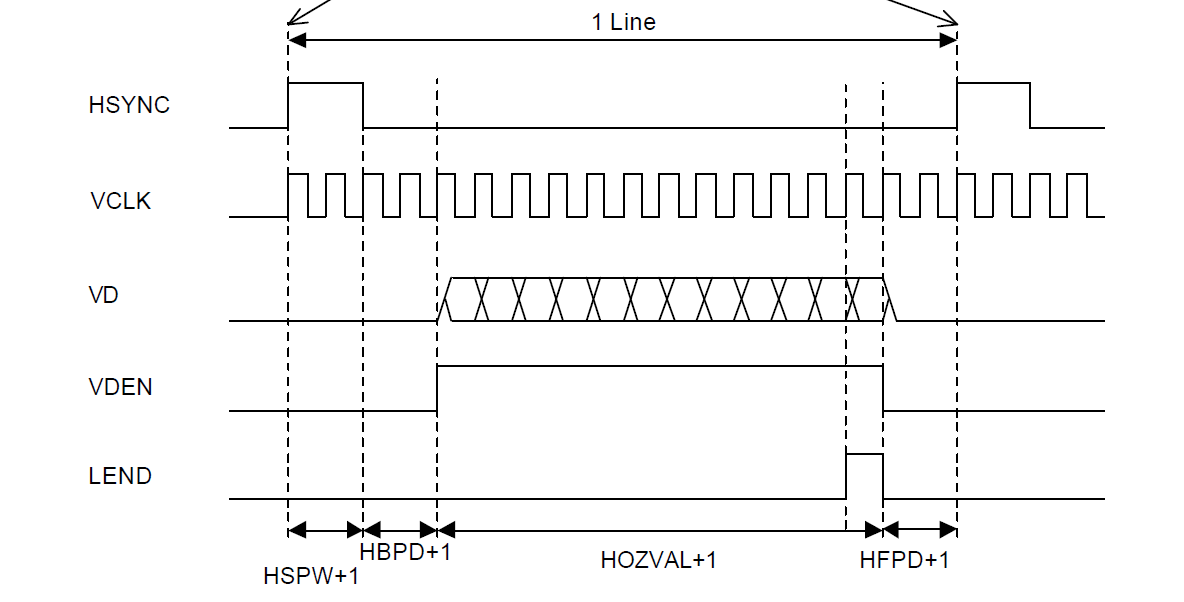 1 Line
HSYNC
VCLK
VD
VDEN
LEND
HBPD+1
HOZVAL+1
HFPD+1
HSPW+1